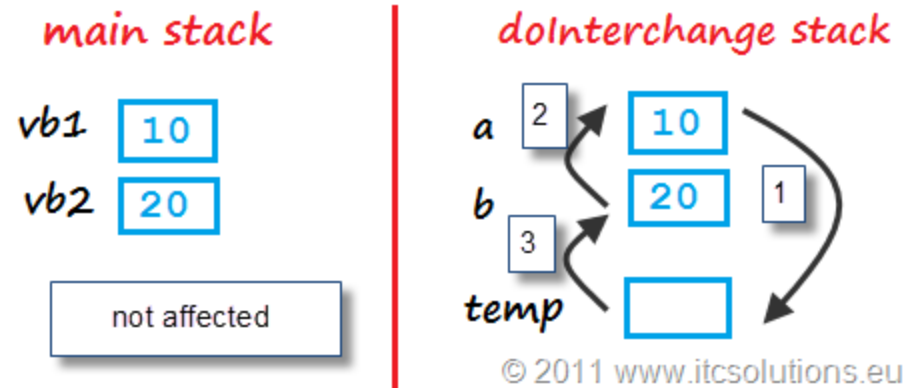 main stack
vb1 10
vb2 20
not affected
doInterchange stack
a 2 10
b 20 1
3
temp
© 2011 www.itcsolutions.eu